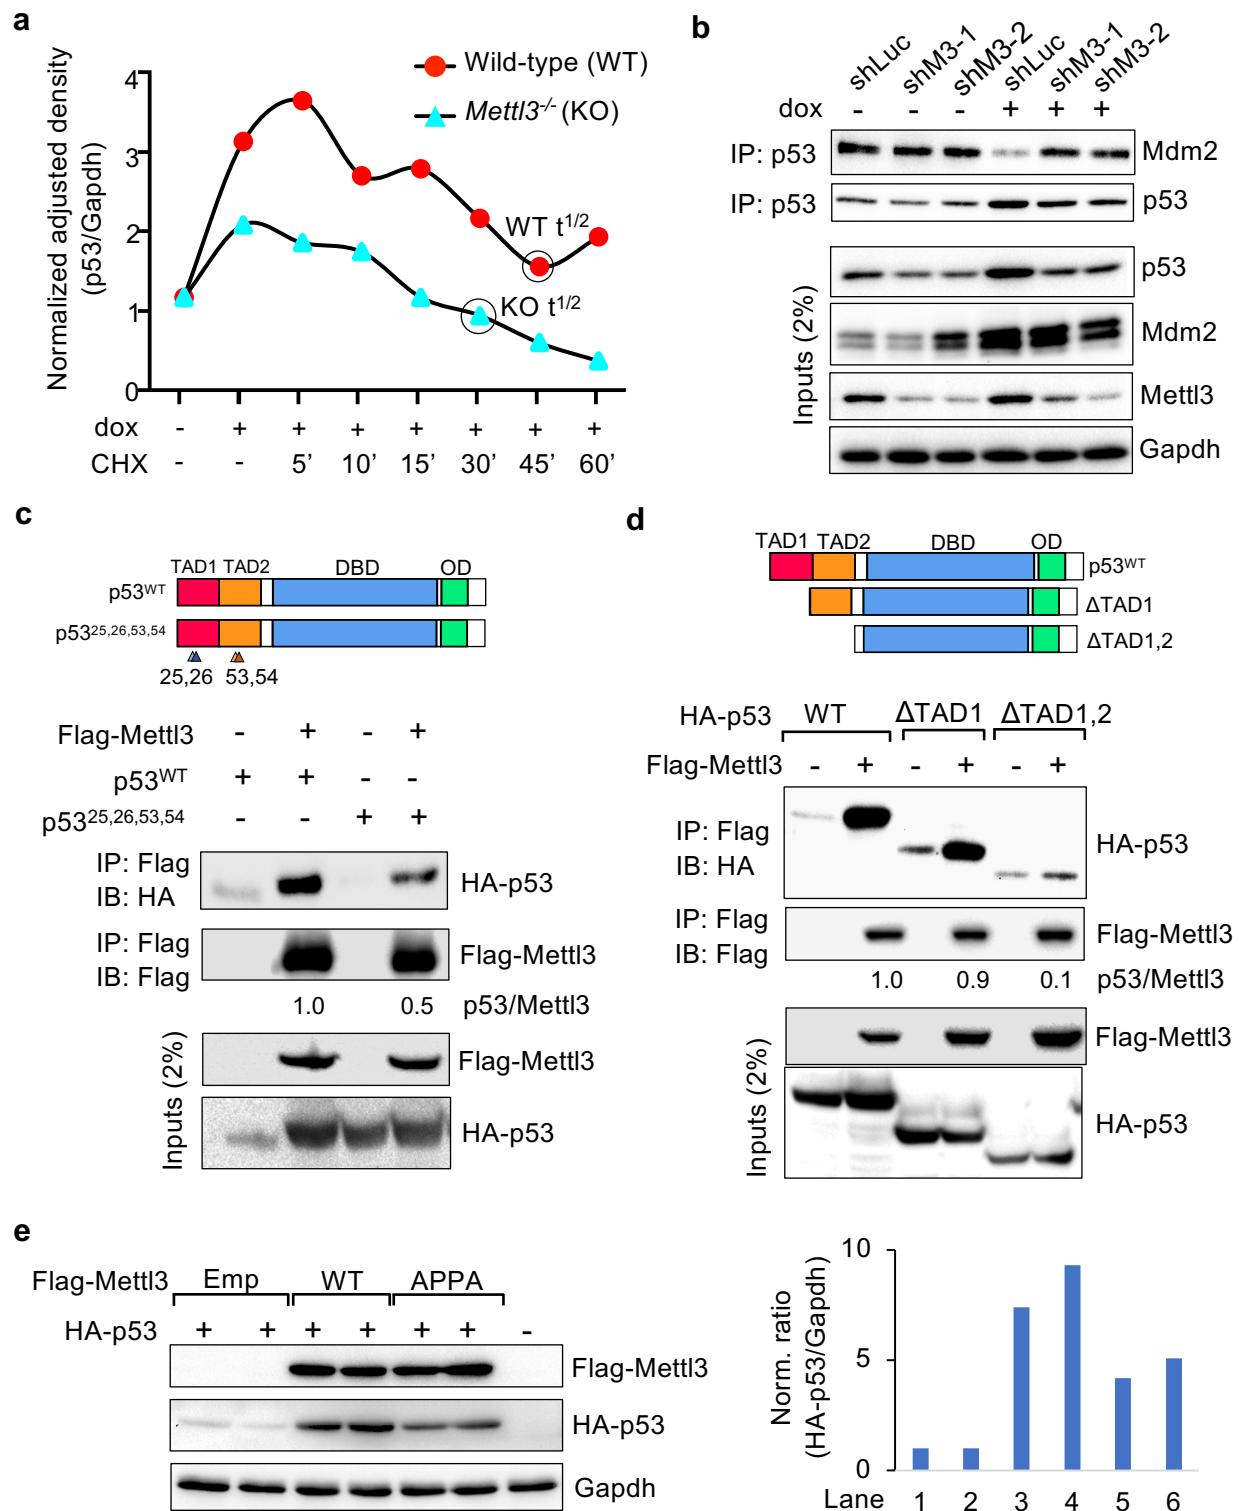 a
Normalized adjusted density
(p53/Gapdh)
4
3
2
1
0
Wild-type (WT)
Mettl3-/- (KO)
WT t1/2
KO t1/2
dox - + + + + + + +
CHX - - 5' 10' 15' 30' 45' 60'
b
shLuc shM3-1 shM3-2 shLuc shM3-1 shM3-2
dox - - - + + +
IP: p53 Mdm2
IP: p53 p53
Inputs (2%)
p53
Mdm2
Mettl3
Gapdh
c
TAD1 TAD2 DBD OD
p53WT
p5325,26,53,54
25,26 53,54
Flag-Mettl3 - + - +
p53WT + + - -
p5325,26,53,54 - - + +
IP: Flag
IB: HA
HA-p53
IP: Flag
IB: Flag
Flag-Mettl3
1.0 0.5 p53/Mettl3
Inputs (2%)
Flag-Mettl3
HA-p53
d
TAD1 TAD2 DBD OD
p53WT
ΔTAD1
ΔTAD1,2
HA-p53 WT ΔTAD1 ΔTAD1,2
Flag-Mettl3 - + - + - +
IP: Flag
IB: HA
HA-p53
IP: Flag
IB: Flag
Flag-Mettl3
1.0 0.9 0.1 p53/Mettl3
Inputs (2%)
Flag-Mettl3
HA-p53
e
Flag-Mettl3 Emp WT APPA
HA-p53 + + + + + + -
Flag-Mettl3
HA-p53
Gapdh
Norm. ratio
(HA-p53/Gapdh)
10
5
0
Lane 1 2 3 4 5 6